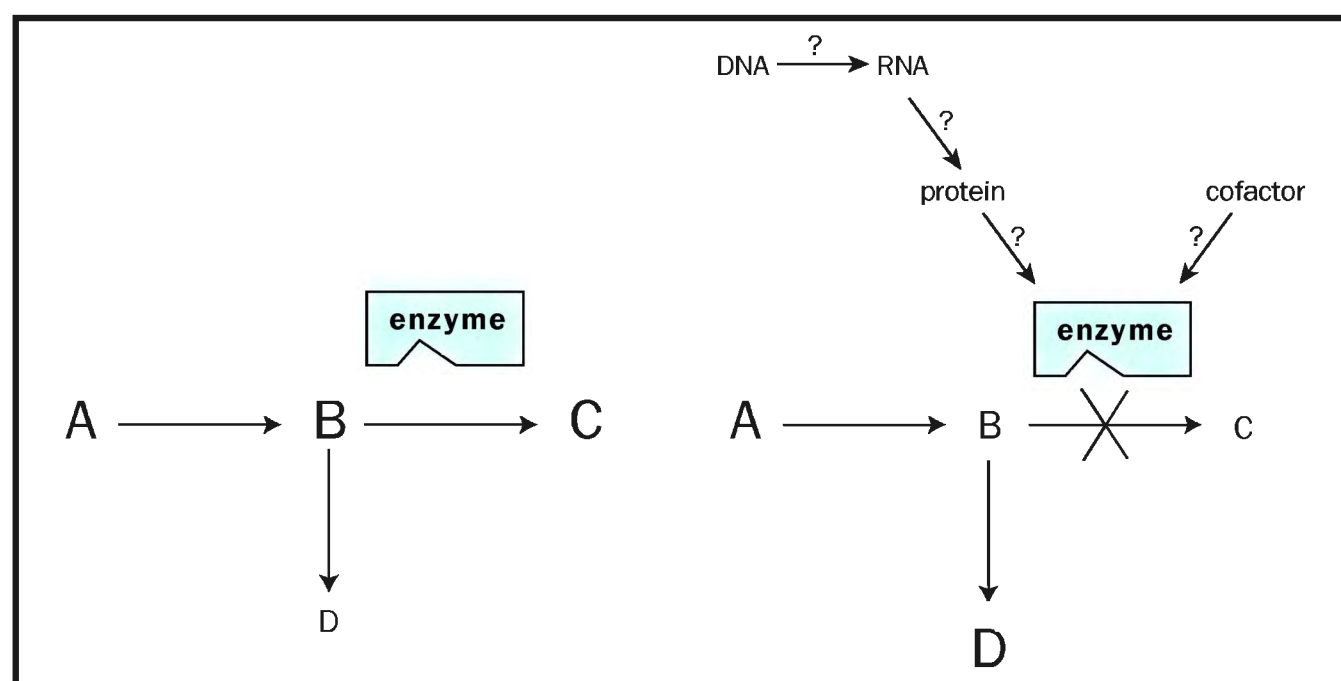 enzyme
A B C
D
DNA ? RNA
?
protein cofactor
? ?
enzyme
A B C
D